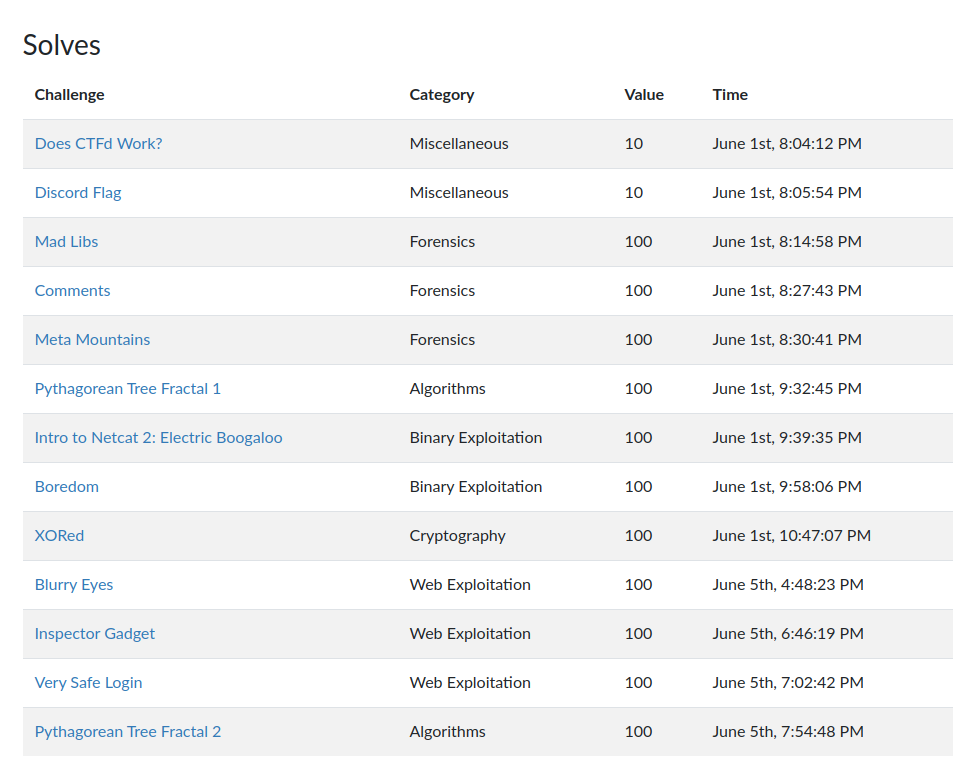 Solves
Challenge Category Value Time
Does CTFd Work? Miscellaneous 10 June 1st, 8:04:12 PM
Discord Flag Miscellaneous 10 June 1st, 8:05:54 PM
Mad Libs Forensics 100 June 1st, 8:14:58 PM
Comments Forensics 100 June 1st, 8:27:43 PM
Meta Mountains Forensics 100 June 1st, 8:30:41 PM
Pythagorean Tree Fractal 1 Algorithms 100 June 1st, 9:32:45 PM
Intro to Netcat 2: Electric Boogaloo Binary Exploitation 100 June 1st, 9:39:35 PM
Boredom Binary Exploitation 100 June 1st, 9:58:06 PM
XORed Cryptography 100 June 1st, 10:47:07 PM
Blurry Eyes Web Exploitation 100 June 5th, 4:48:23 PM
Inspector Gadget Web Exploitation 100 June 5th, 6:46:19 PM
Very Safe Login Web Exploitation 100 June 5th, 7:02:42 PM
Pythagorean Tree Fractal 2 Algorithms 100 June 5th, 7:54:48 PM